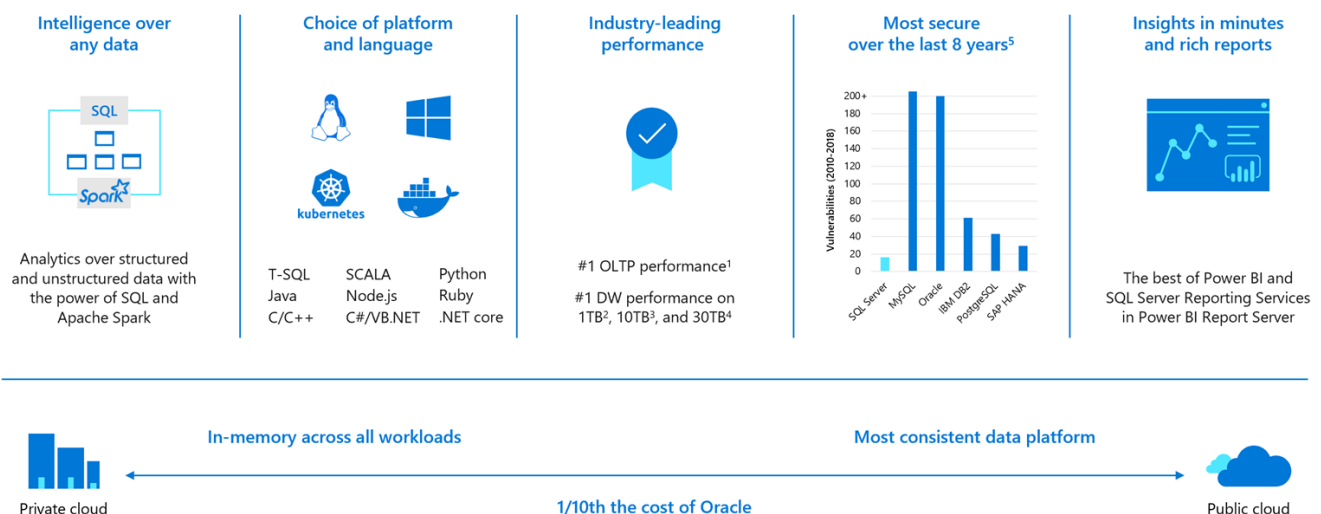 Intelligence over
any data
SQL
Spark
Analytics over structured
and unstructured data with
the power of SQL and
Apache Spark
Choice of platform
and language
kubernetes
T-SQL SCALA Python
Java Node.js Ruby
C/C++ C#/VB.NET .NET core
Industry-leading
performance
#1 OLTP performance¹
#1 DW performance on
1TB², 10TB³, and 30TB⁴
Most secure
over the last 8 years⁵
Vulnerabilities (2010-2018)
200+
180
160
140
120
100
80
60
40
20
0
SQL Server
MySQL
Oracle
IBM DB2
PostgreSQL
SAP HANA
Insights in minutes
and rich reports
The best of Power BI and
SQL Server Reporting Services
in Power BI Report Server
In-memory across all workloads
Most consistent data platform
Private cloud
1/10th the cost of Oracle
Public cloud